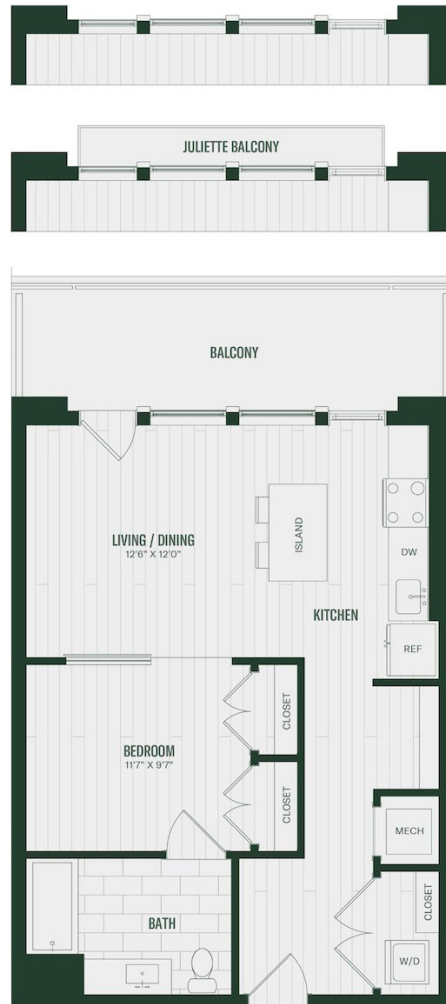 JULIETTE BALCONY
BALCONY
LIVING / DINING
12'6" X 12'0"
ISLAND
DW
KITCHEN
REF
BEDROOM
11'7" X 9'7"
CLOSET
CLOSET
MECH
BATH
CLOSET
W/D